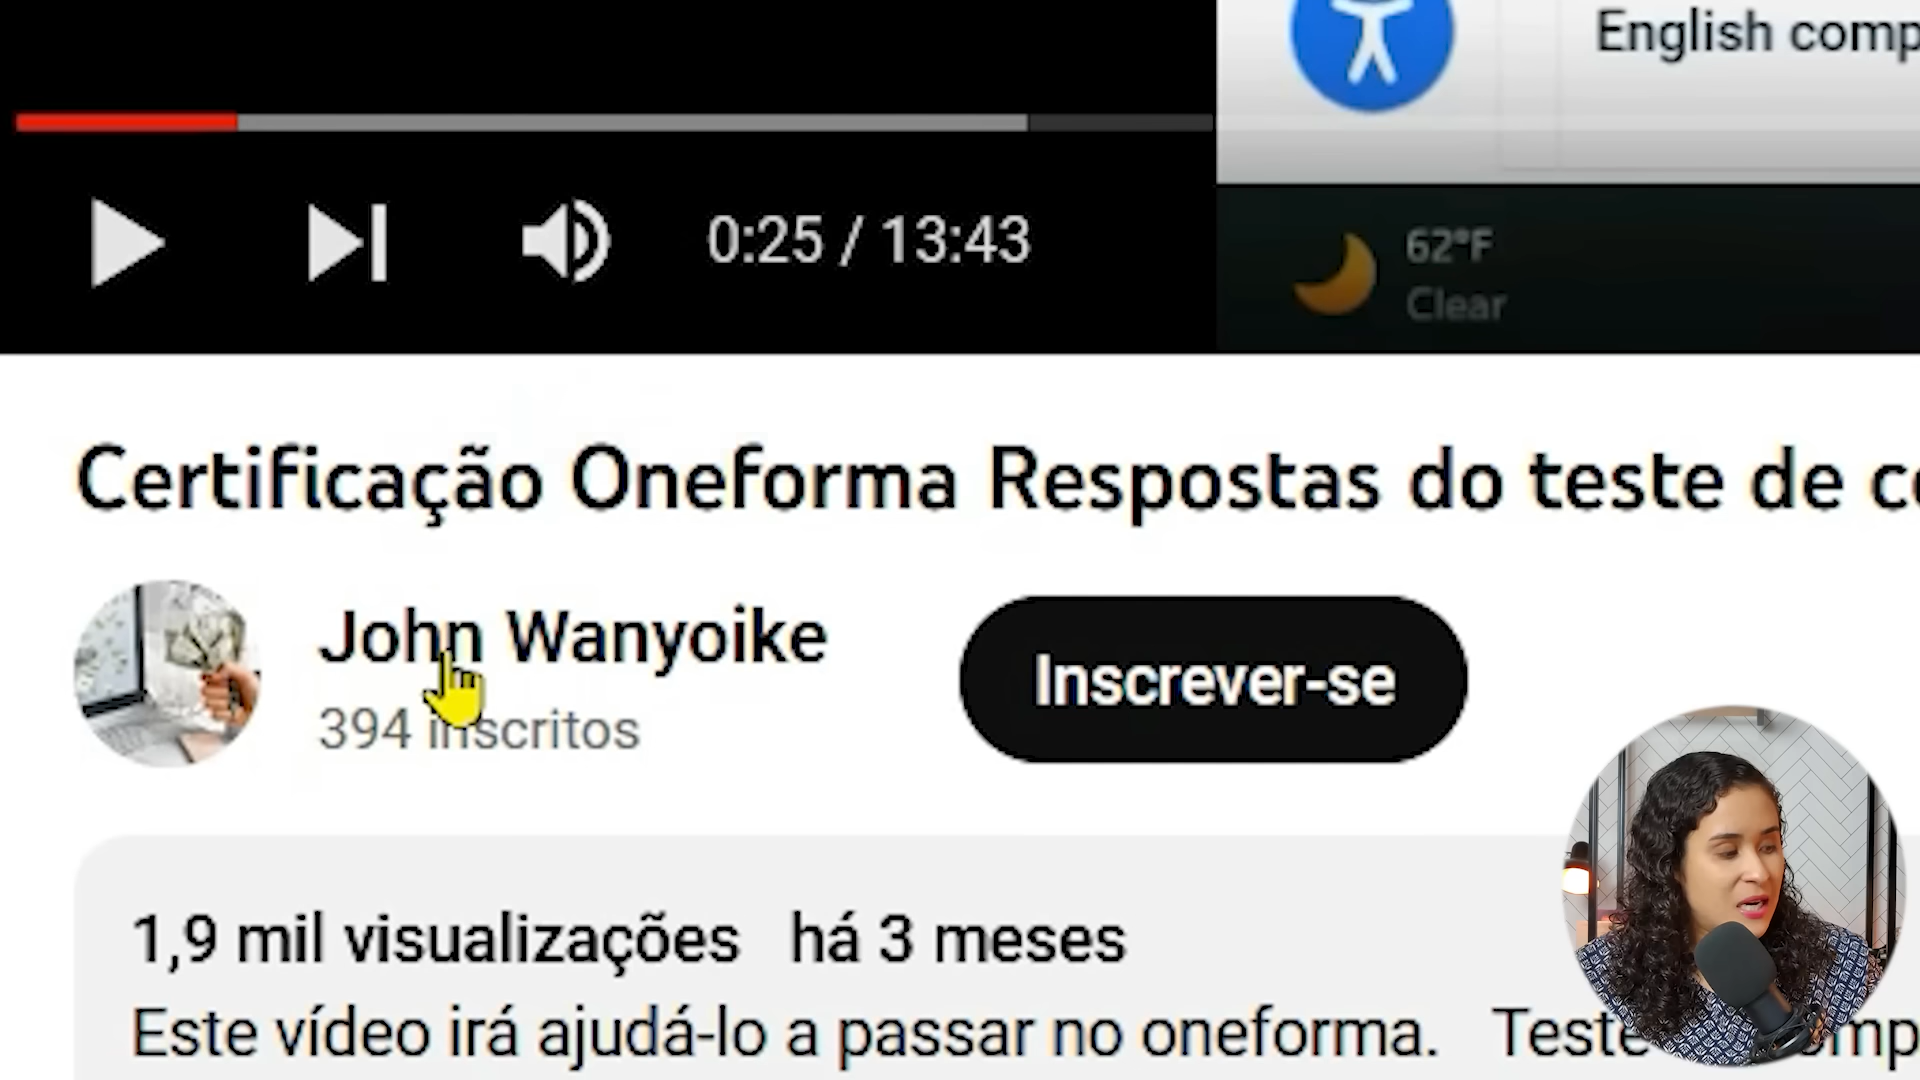 English comp
0:25 / 13:43
62°F
Clear
Certificação Oneforma Respostas do teste de c
John Wanyoike
394 inscritos
Inscrever-se
1,9 mil visualizações há 3 meses
Este vídeo irá ajudá-lo a passar no oneforma. Teste